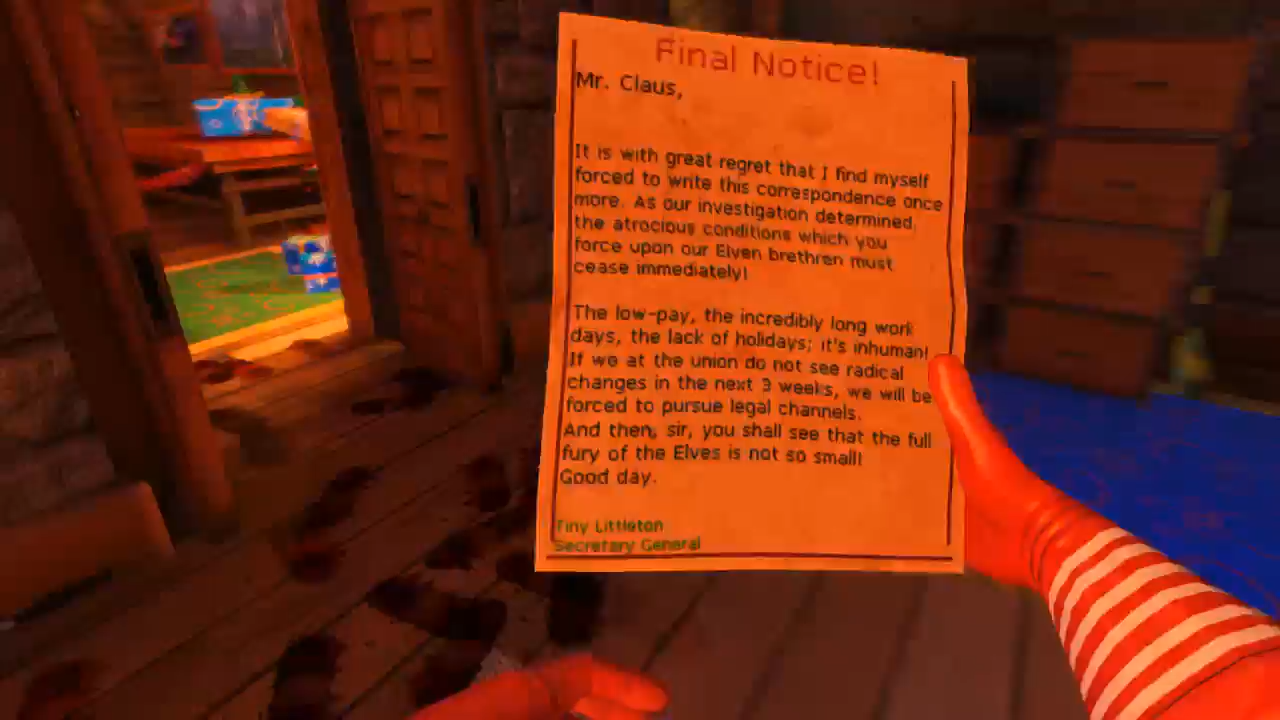 Final Notice!
Mr. Claus,
It is with great regret that I find myself
forced to write this correspondence once
more. As our investigation determined,
the atrocious conditions which you
force upon our Elven brethren must
cease immediately!
The low-pay, the incredibly long work
days, the lack of holidays; it's inhuman!
If we at the union do not see radical
changes in the next 3 weeks, we will be
forced to pursue legal channels.
And then, sir, you shall see that the full
fury of the Elves is not so small!
Good day.
Tiny Littleton
Secretary General